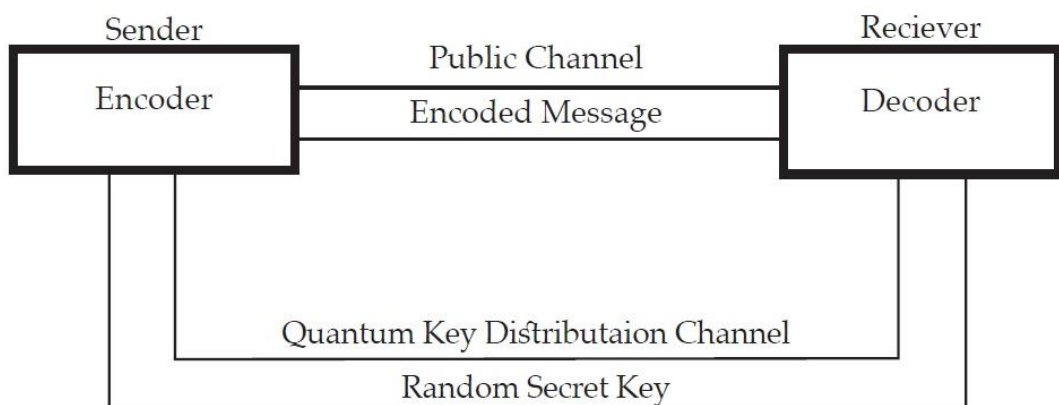 Sender
Reciever
Public Channel
Encoder
Decoder
Encoded Message
Quantum Key Distributaion Channel
Random Secret Key